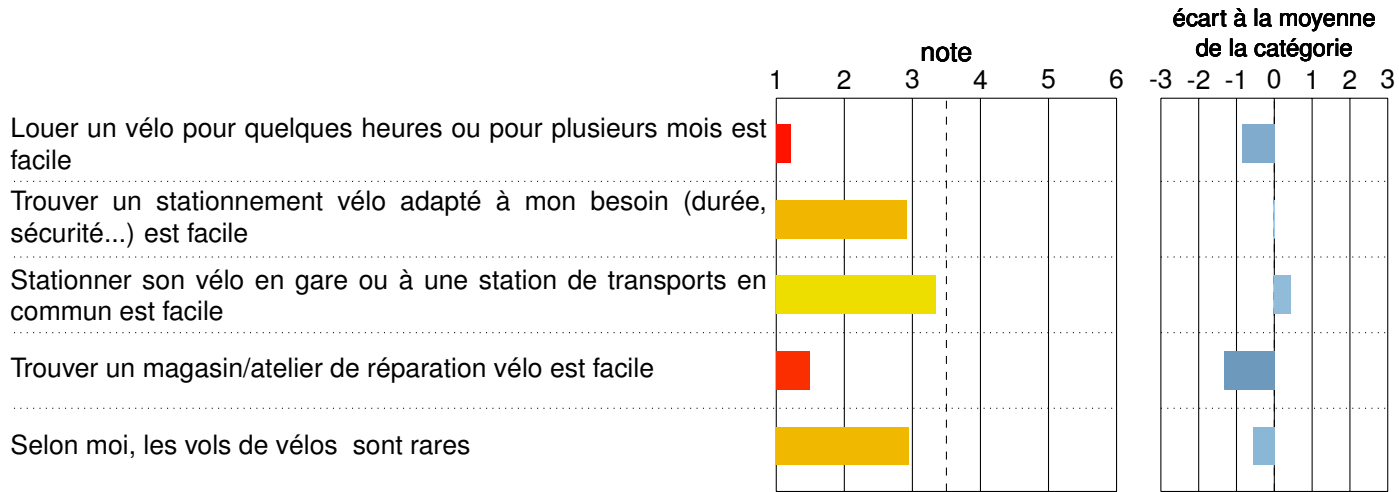 écart à la moyenne
de la catégorie
note
1 2 3 4 5 6
-3 -2 -1 0 1 2 3
Louer un vélo pour quelques heures ou pour plusieurs mois est
facile
Trouver un stationnement vélo adapté à mon besoin (durée,
sécurité...) est facile
Stationner son vélo en gare ou à une station de transports en
commun est facile
Trouver un magasin/atelier de réparation vélo est facile
Selon moi, les vols de vélos sont rares